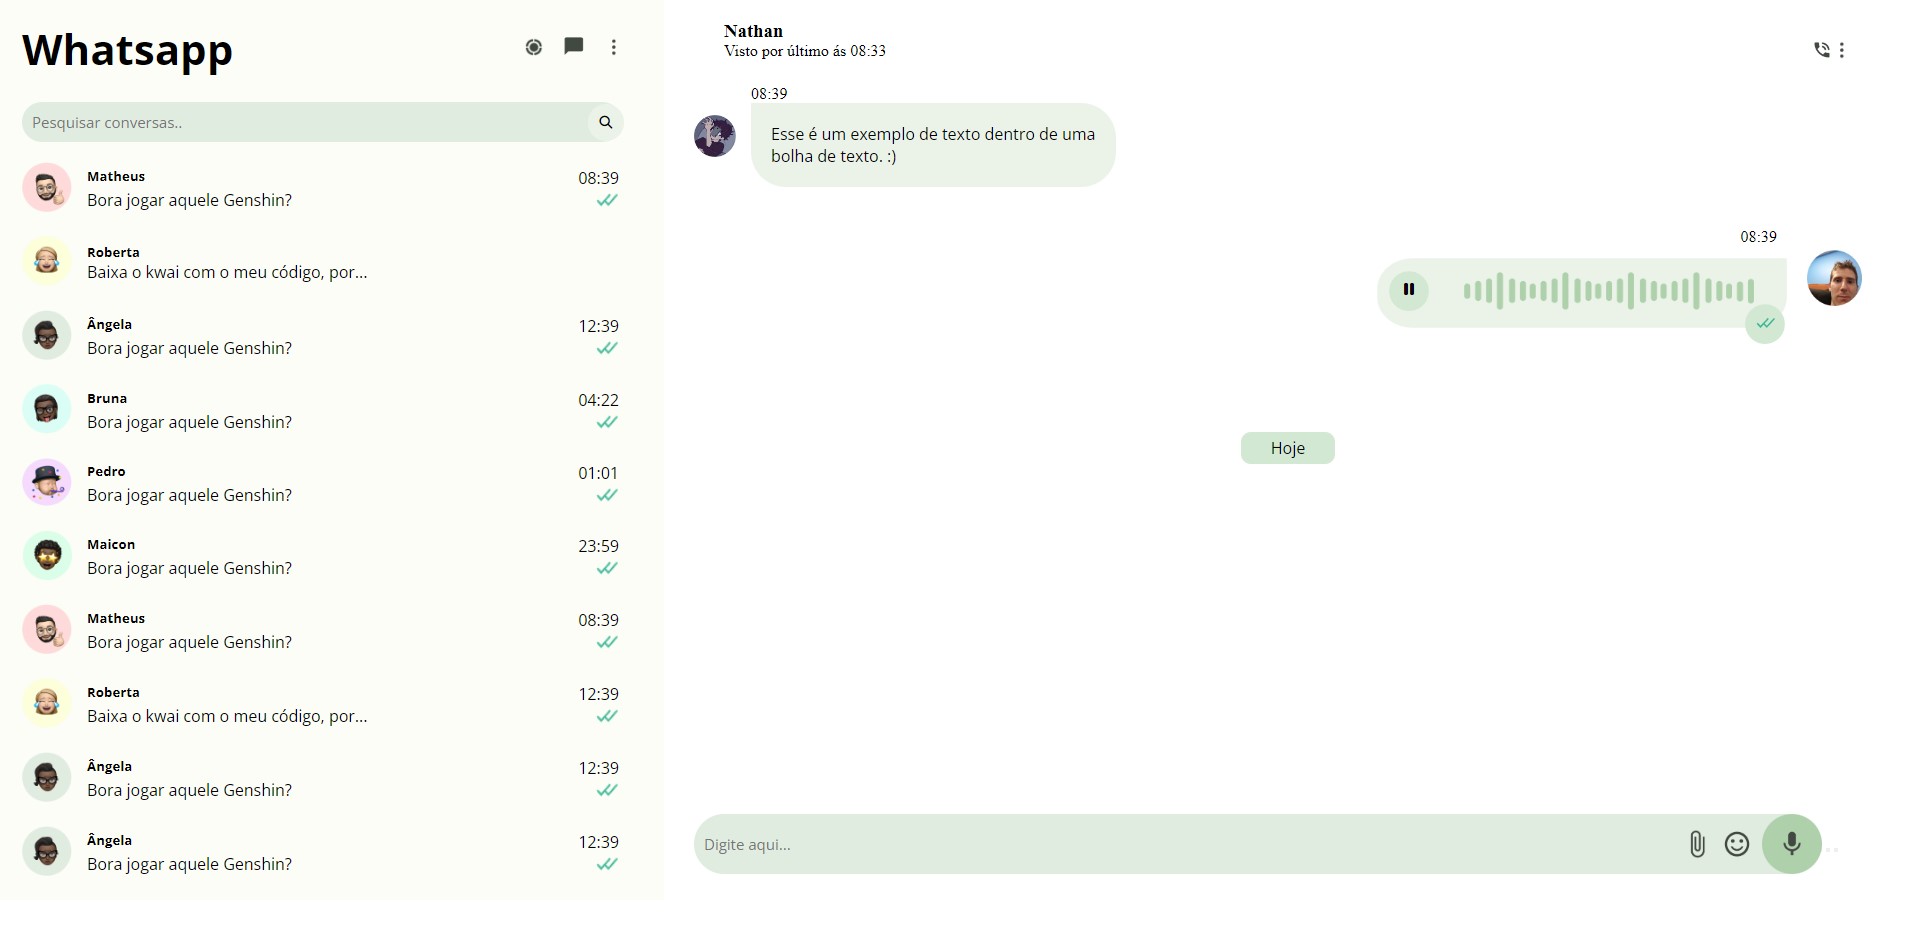 Whatsapp
Pesquisar conversas..
Matheus
08:39
Bora jogar aquele Genshin?
Roberta
Baixa o kwai com o meu código, por...
Ângela
12:39
Bora jogar aquele Genshin?
Bruna
04:22
Bora jogar aquele Genshin?
Pedro
01:01
Bora jogar aquele Genshin?
Maicon
23:59
Bora jogar aquele Genshin?
Matheus
08:39
Bora jogar aquele Genshin?
Roberta
12:39
Baixa o kwai com o meu código, por...
Ângela
12:39
Bora jogar aquele Genshin?
Ângela
12:39
Bora jogar aquele Genshin?
Nathan
Visto por último ás 08:33
08:39
Esse é um exemplo de texto dentro de uma
bolha de texto. :)
08:39
Hoje
Digite aqui...